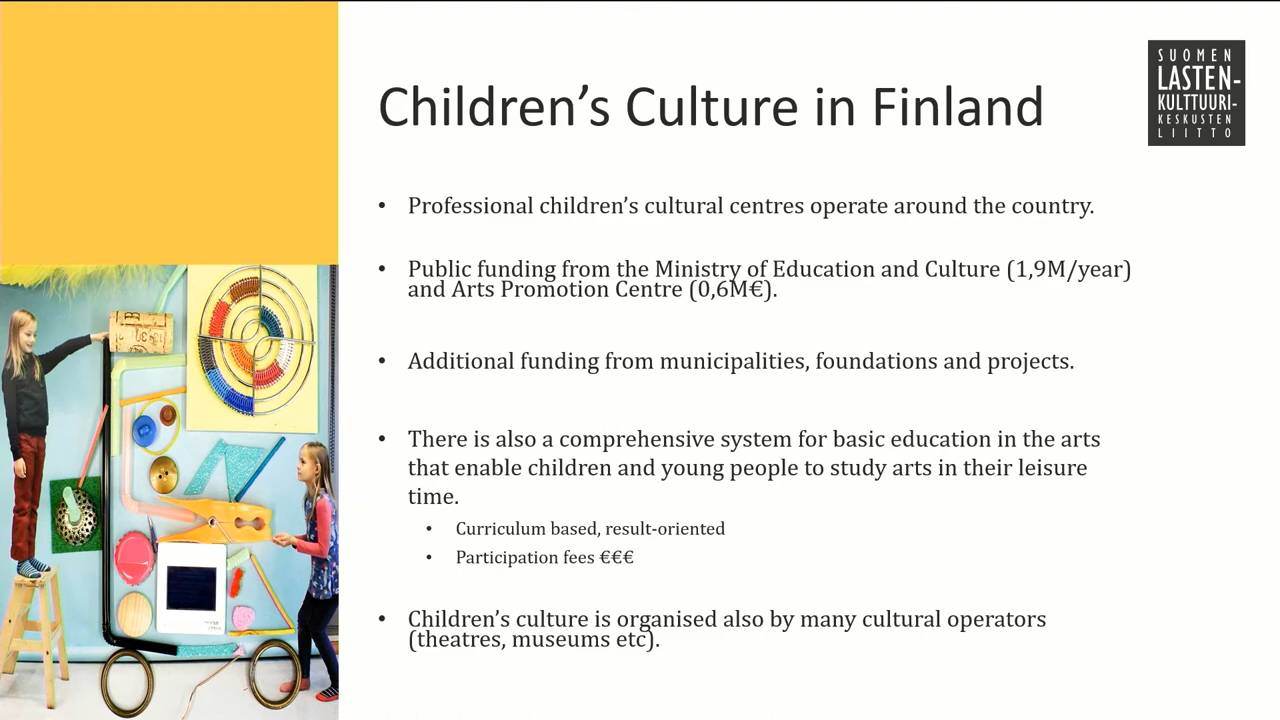 Children's Culture in Finland
SUOMEN
LASTEN-
KULTTUURI-
KESKUSTEN
LIITTO
• Professional children's cultural centres operate around the country.
• Public funding from the Ministry of Education and Culture (1,9M/year)
and Arts Promotion Centre (0,6M€).
• Additional funding from municipalities, foundations and projects.
• There is also a comprehensive system for basic education in the arts
that enable children and young people to study arts in their leisure
time.
• Curriculum based, result-oriented
• Participation fees €€€
• Children's culture is organised also by many cultural operators
(theatres, museums etc).